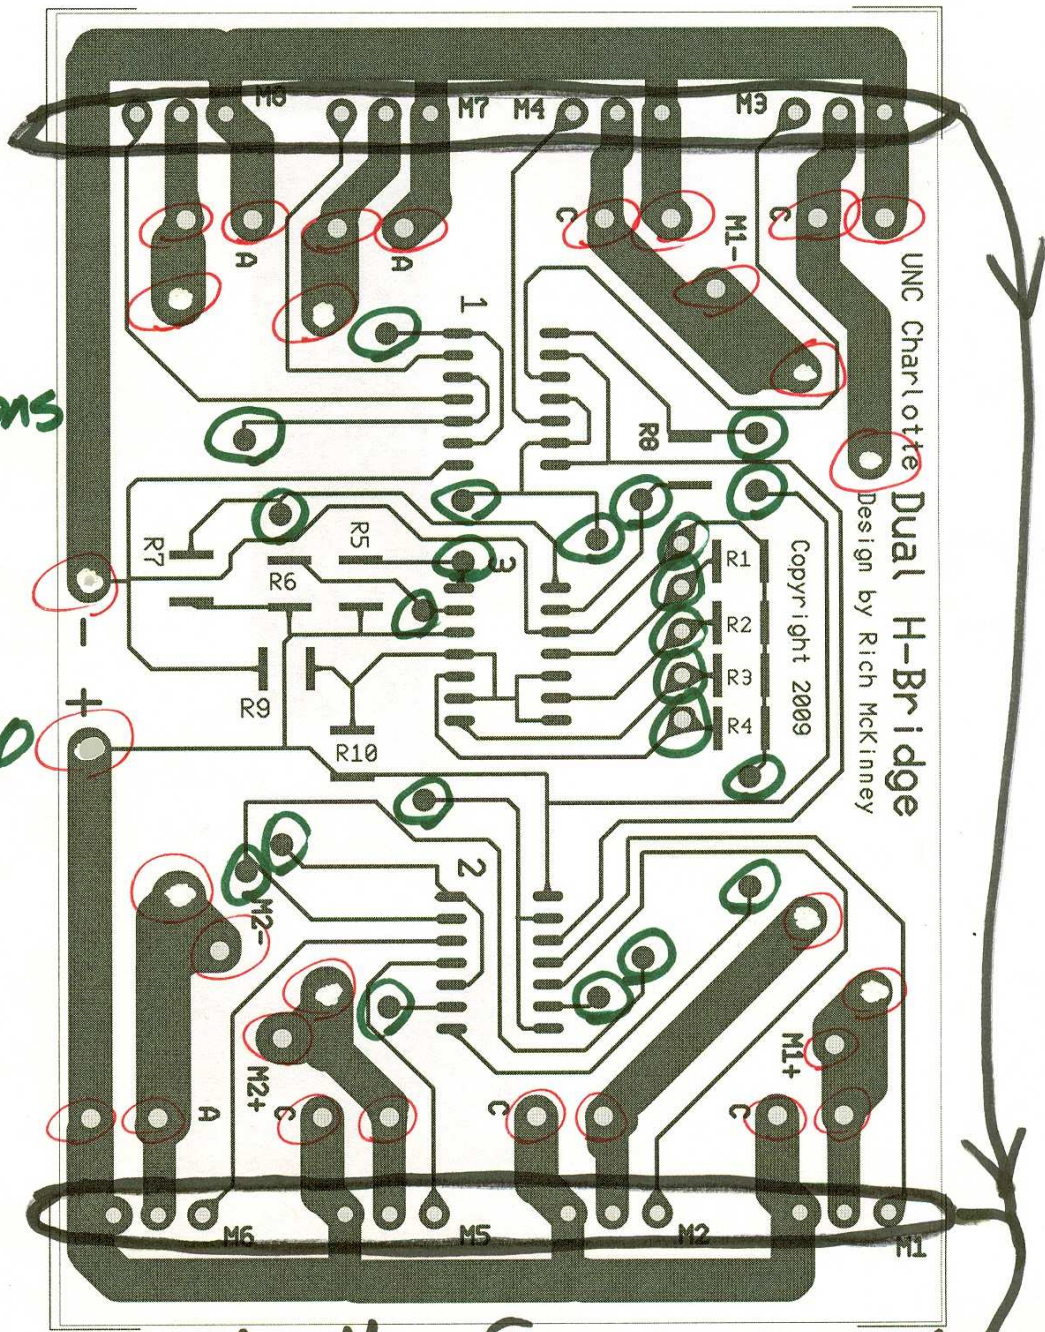 M8
M7
M4
M3
C
C
M1-
A
A
UNC Charlotte
1
ns
R8
Dual H-Bridge
Design by Rich McKinney
Copyright 2009
R7
R5
R6
3
R1
R2
R3
R4
-
+
R9
R10
2
M2-
M2+
M1+
A
C
C
C
M6
M5
M2
M1